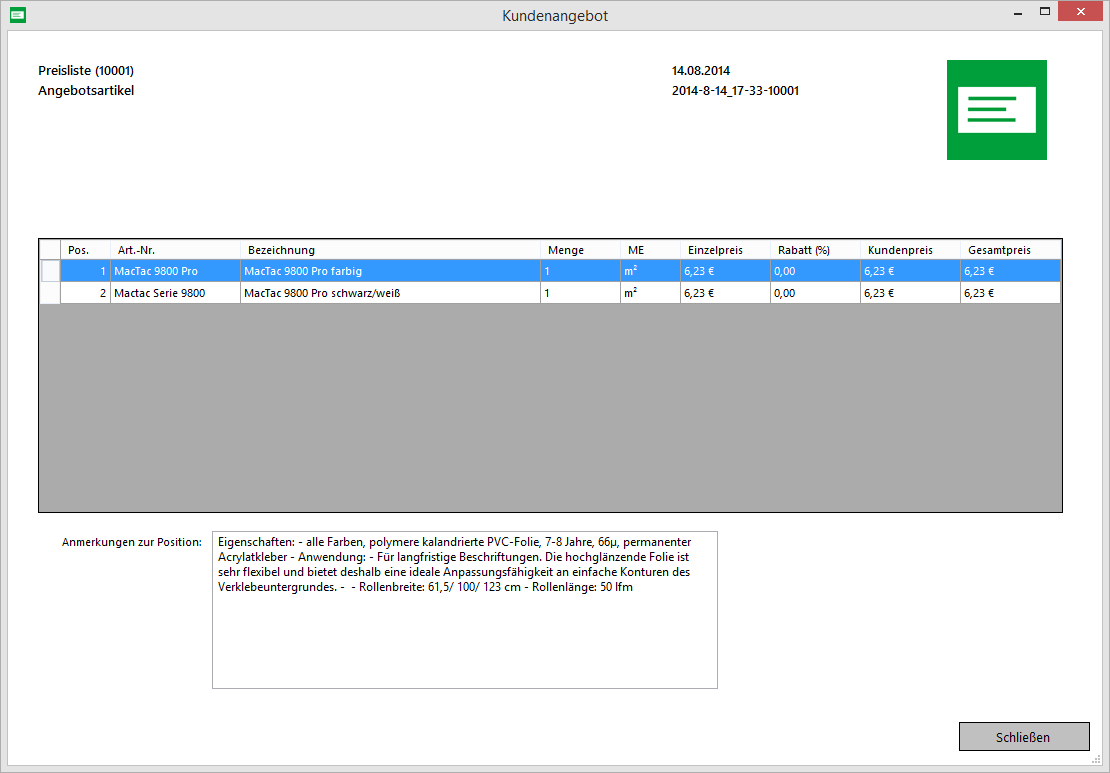 Kundenangebot
Preisliste (10001)
14.08.2014
Angebotsartikel
2014-8-14_17-33-10001
Pos. Art.-Nr. Bezeichnung Menge ME Einzelpreis Rabatt (%) Kundenpreis Gesamtpreis
1 MacTac 9800 Pro MacTac 9800 Pro farbig 1 m² 6,23 € 0,00 6,23 € 6,23 €
2 Mactac Serie 9800 MacTac 9800 Pro schwarz/weiß 1 m² 6,23 € 0,00 6,23 € 6,23 €
Anmerkungen zur Position:
Eigenschaften: - alle Farben, polymere kalandrierte PVC-Folie, 7-8 Jahre, 66µ, permanenter
Acrylatkleber - Anwendung: - Für langfristige Beschriftungen. Die hochglänzende Folie ist
sehr flexibel und bietet deshalb eine ideale Anpassungsfähigkeit an einfache Konturen des
Verklebeuntergrundes. -  - Rollenbreite: 61,5/ 100/ 123 cm - Rollenlänge: 50 lfm
Schließen